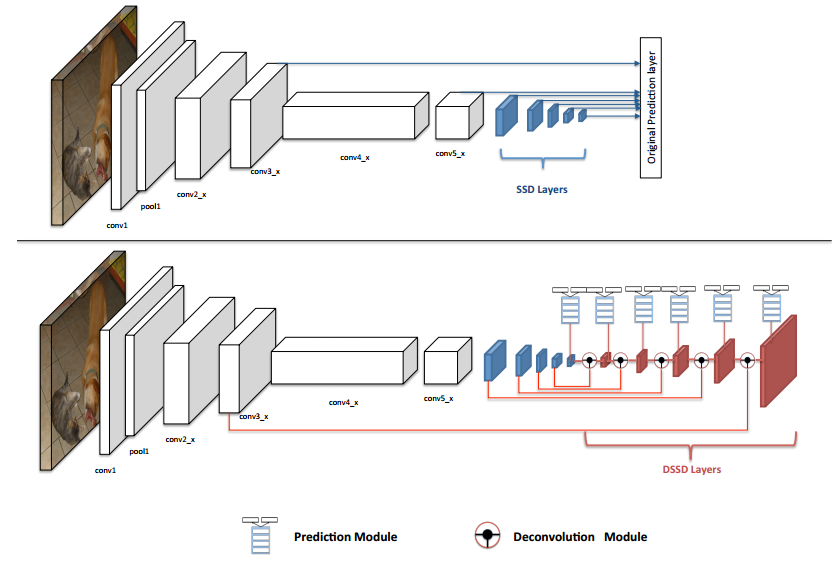 Original Prediction layer
conv1
pool1
conv2_x
conv3_x
conv4_x
conv5_x
SSD Layers
conv1
pool1
conv2_x
conv3_x
conv4_x
conv5_x
DSSD Layers
Prediction Module
Deconvolution Module